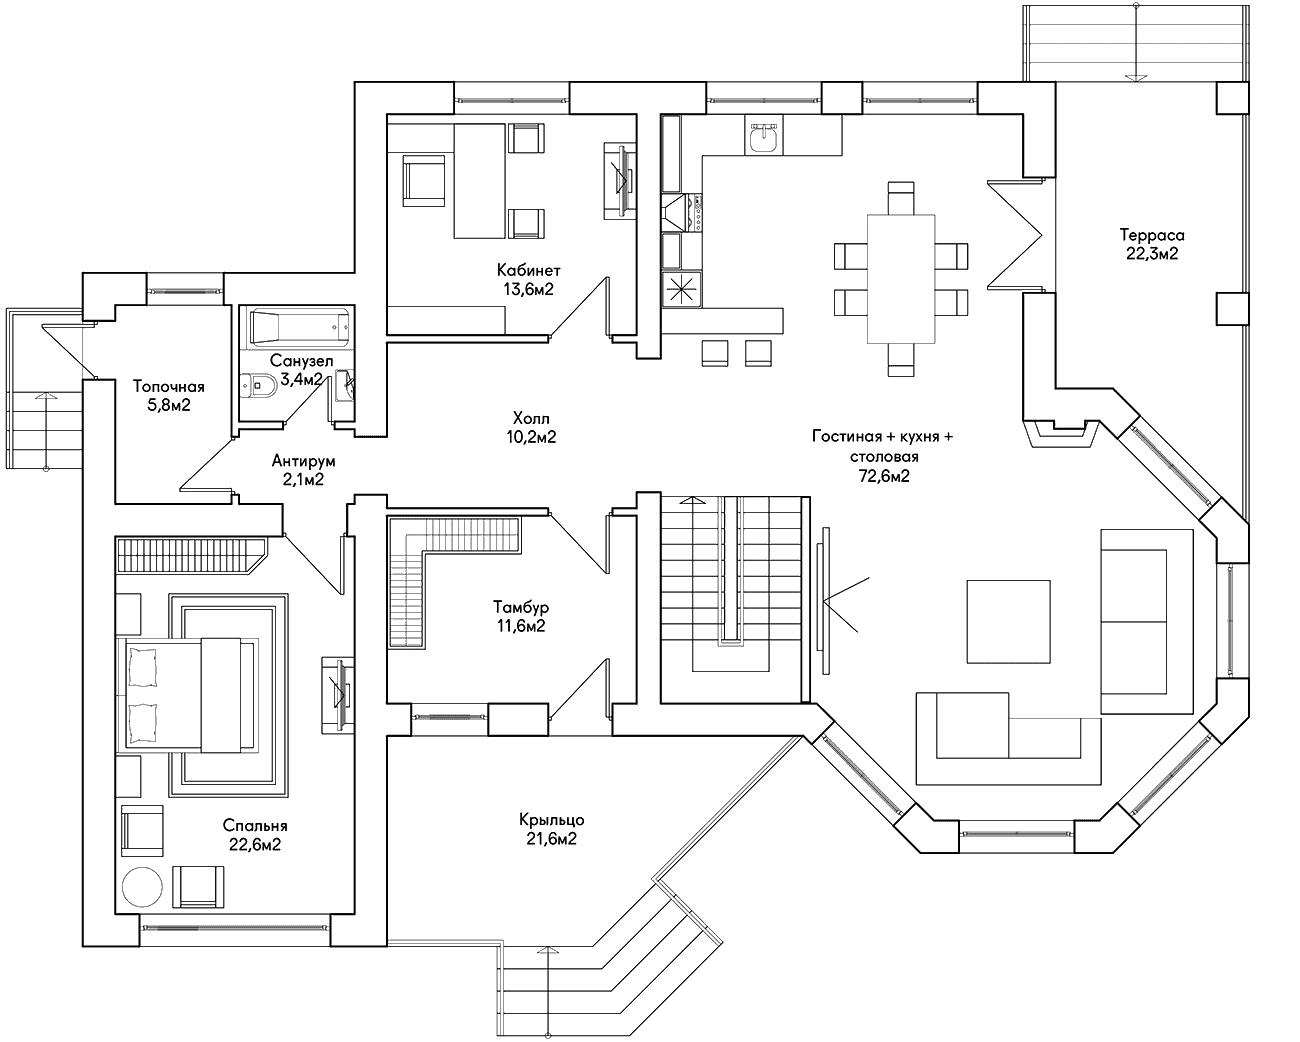 Терраса
22,3м2
Кабинет
13,6м2
Санузел
3,4м2
Топочная
5,8м2
Холл
10,2м2
Гостиная + кухня +
столовая
72,6м2
Антирум
2,1м2
Тамбур
11,6м2
Спальня
22,6м2
Крыльцо
21,6м2